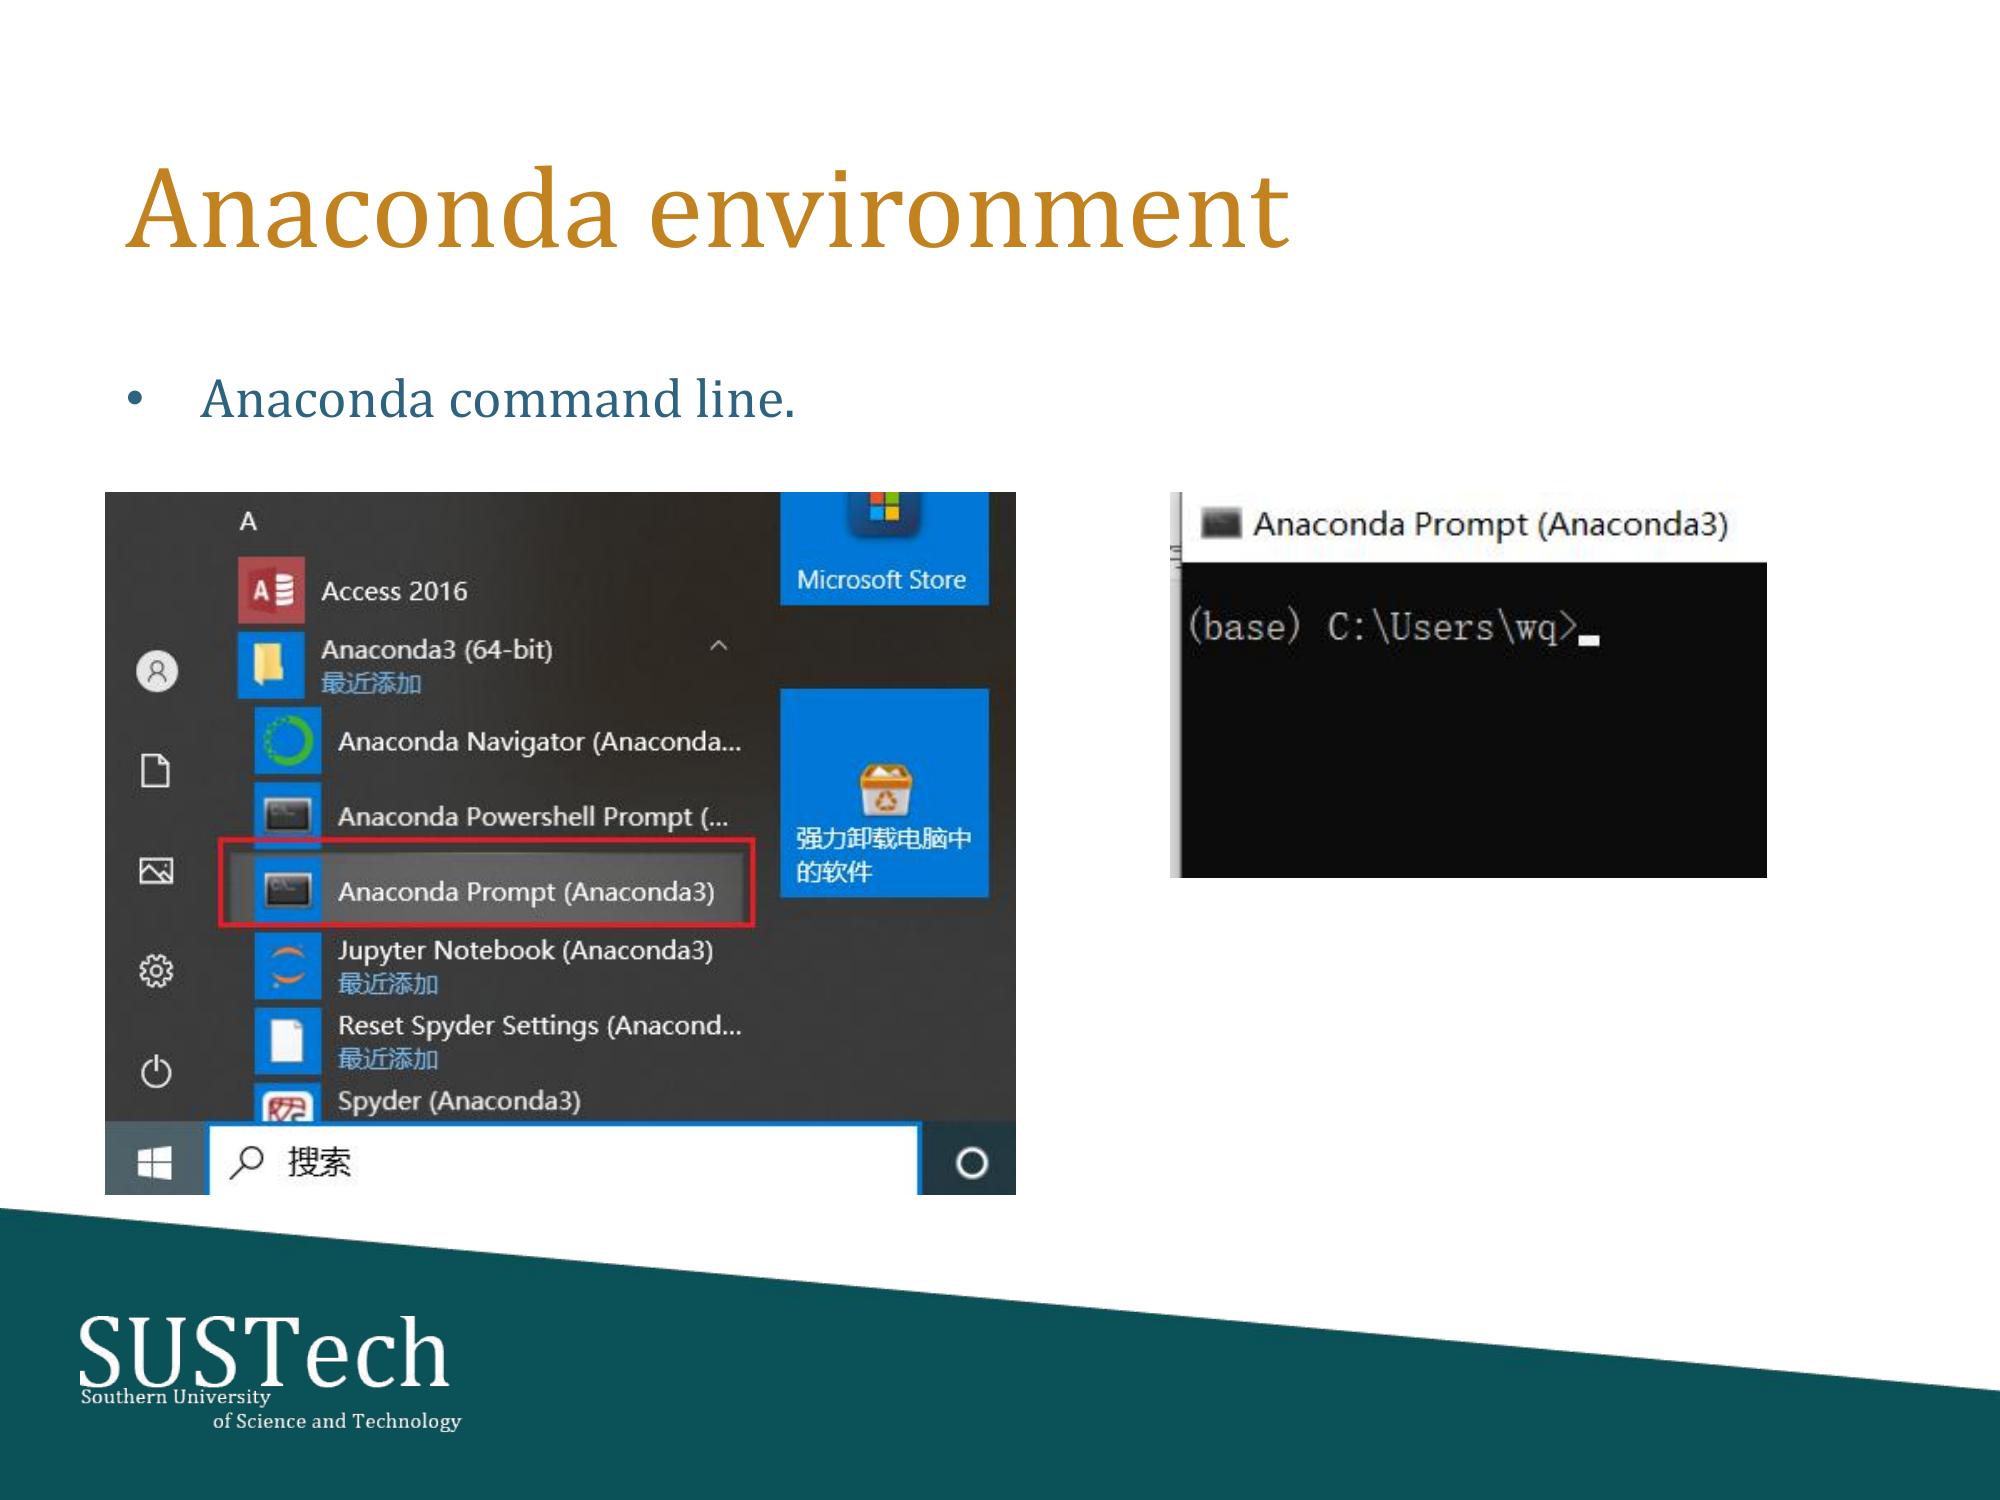 Anaconda environment
• Anaconda command line.
A
Access 2016
Anaconda3 (64-bit)
最近添加
Anaconda Navigator (Anaconda...
Anaconda Powershell Prompt (...
Anaconda Prompt (Anaconda3)
Jupyter Notebook (Anaconda3)
最近添加
Reset Spyder Settings (Anacond...
最近添加
Spyder (Anaconda3)
搜索
Microsoft Store
强力卸载电脑中
的软件
Anaconda Prompt (Anaconda3)
(base) C:\Users\wq>
SUSTech
Southern University
of Science and Technology